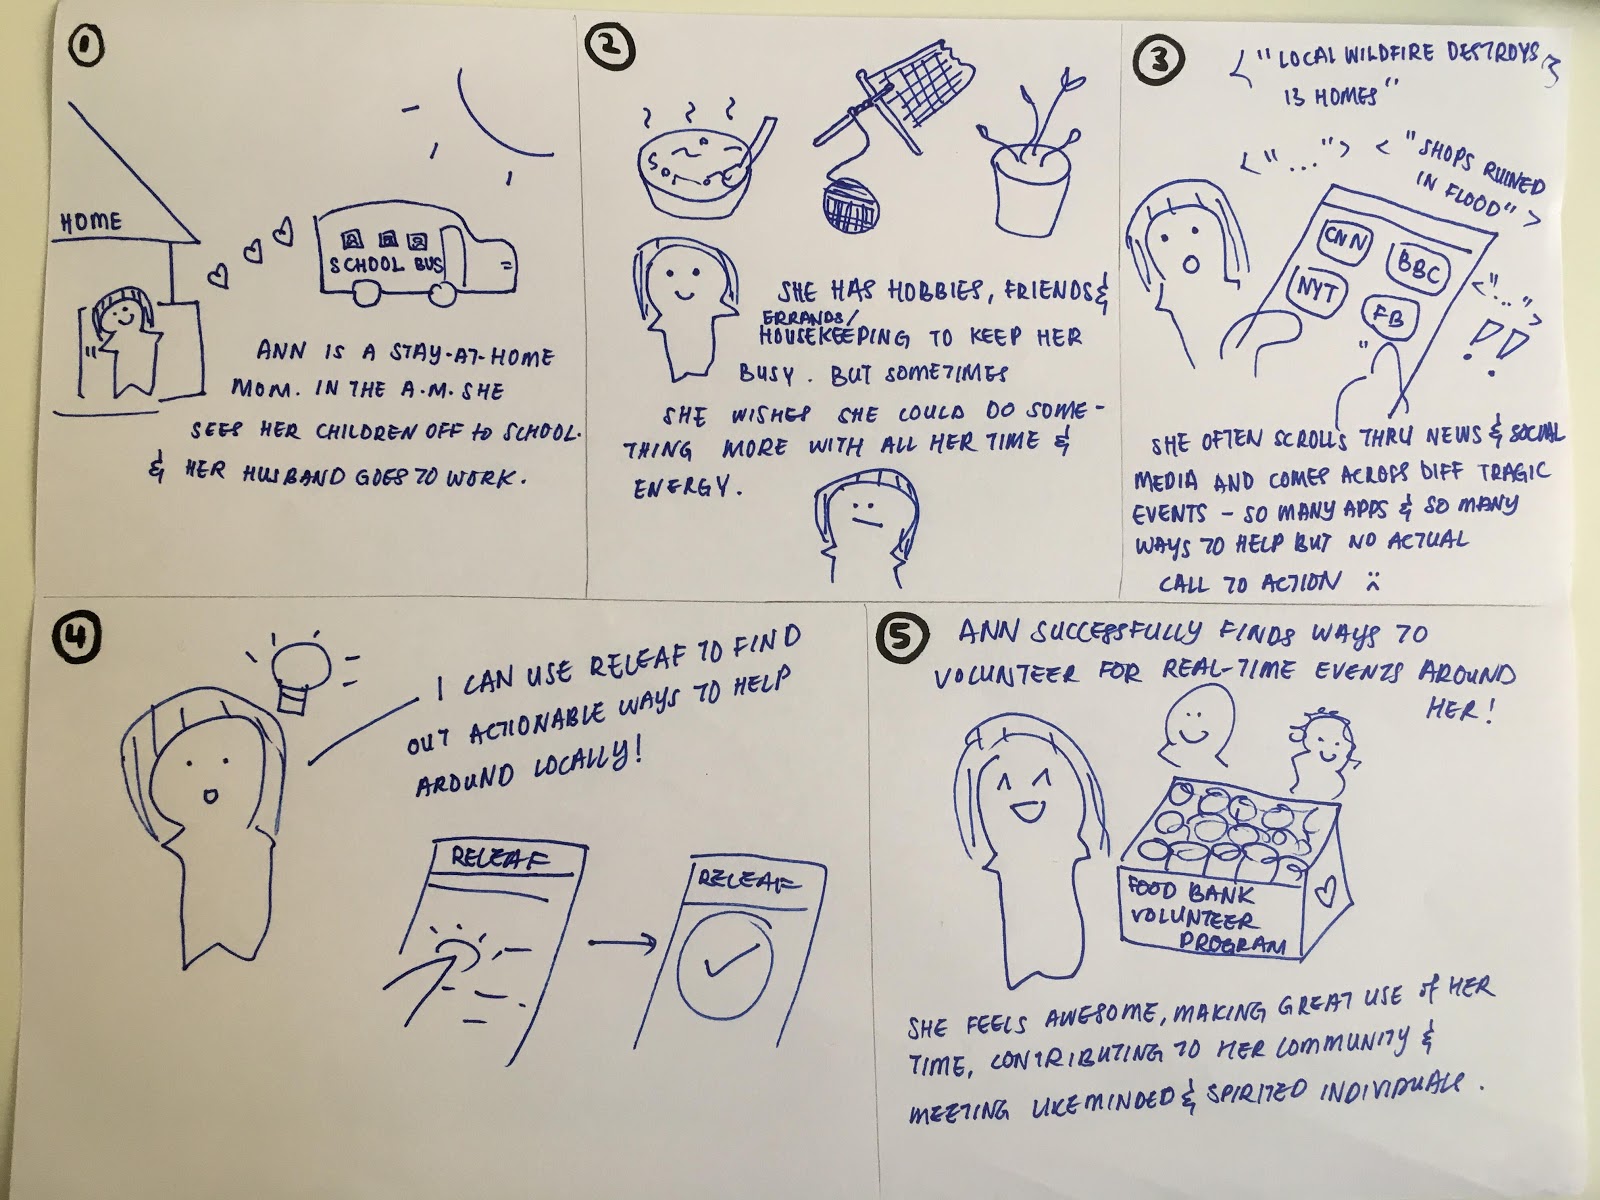 1
HOME
SCHOOL BUS
ANN IS A STAY-AT-HOME
MOM. IN THE A.M. SHE
SEES HER CHILDREN OFF to SCHOOL.
& HER HUSBAND GOES TO WORK.
2
SHE HAS HOBBIES, FRIENDS &
ERRANDS/
HOUSEKEEPING TO KEEP HER
BUSY. BUT SOMETIMES
SHE WISHES SHE COULD DO SOME-
THING MORE WITH ALL HER TIME &
ENERGY.
3
<"LOCAL WILDFIRE DESTROYS
13 HOMES">
<"...">
<"SHOPS RUINED
IN FLOOD">
CNN
BBC
NYT
FB
<"...">
!!
SHE OFTEN SCROLLS THRU NEWS & SOCIAL
MEDIA AND COMES ACROSS DIFF TRAGIC
EVENTS – SO MANY APPS & SO MANY
WAYS TO HELP BUT NO ACTUAL
CALL TO ACTION :(
4
I CAN USE RELEAF TO FIND
OUT ACTIONABLE WAYS TO HELP
AROUND LOCALLY!
RELEAF
RELEAF
5
ANN SUCCESSFULLY FINDS WAYS TO
VOLUNTEER FOR REAL-TIME EVENTS AROUND
HER!
FOOD BANK
VOLUNTEER
PROGRAM
SHE FEELS AWESOME, MAKING GREAT USE of HER
TIME, CONTRIBUTING TO HER COMMUNITY &
MEETING LIKEMINDED & SPIRITED INDIVIDUALS.